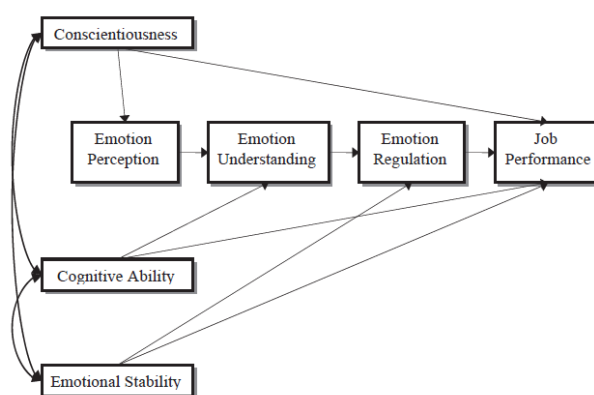 Conscientiousness
Emotion
Perception
Emotion
Understanding
Emotion
Regulation
Job
Performance
Cognitive Ability
Emotional Stability